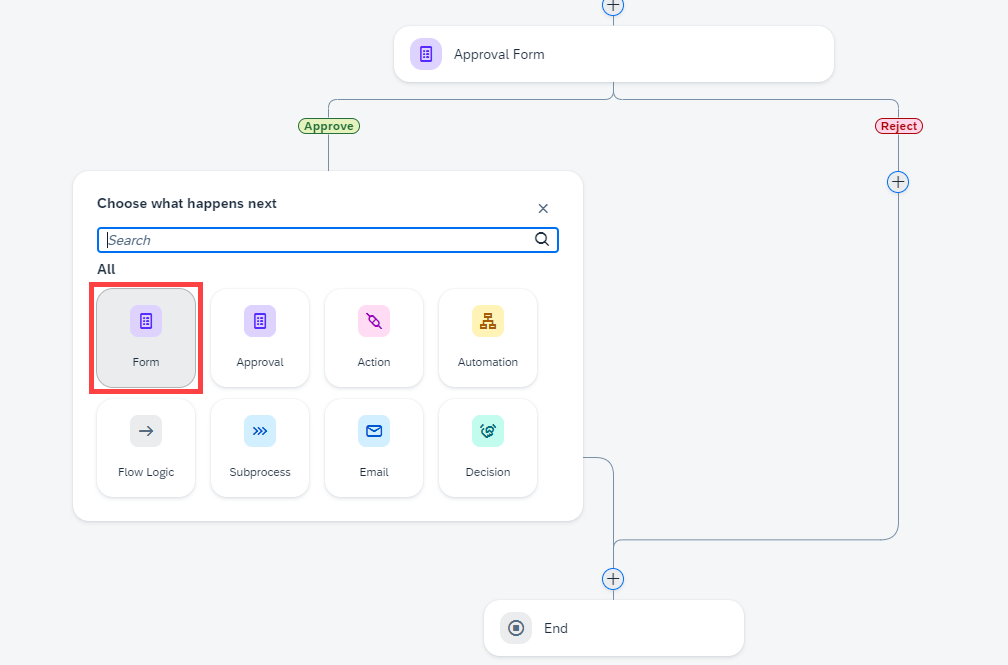 Approval Form
Approve
Reject
Choose what happens next
Search
All
Form
Approval
Action
Automation
Flow Logic
Subprocess
Email
Decision
End